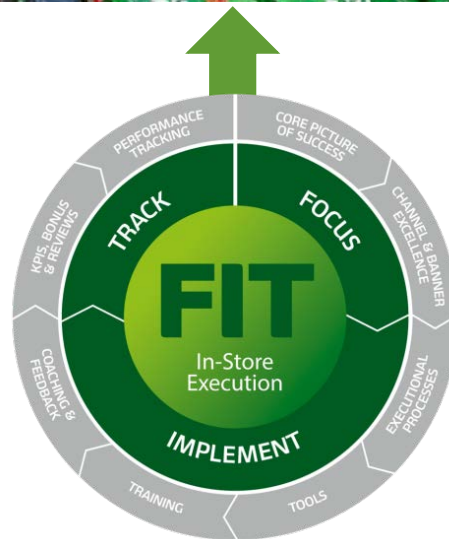 FIT
In-Store
Execution
FOCUS
IMPLEMENT
TRACK
CORE PICTURE
OF SUCCESS
CHANNEL & BANNER
EXCELLENCE
EXECUTIONAL
PROCESSES
TOOLS
TRAINING
COACHING &
FEEDBACK
KPIS, BONUS
& REVIEWS
PERFORMANCE
TRACKING